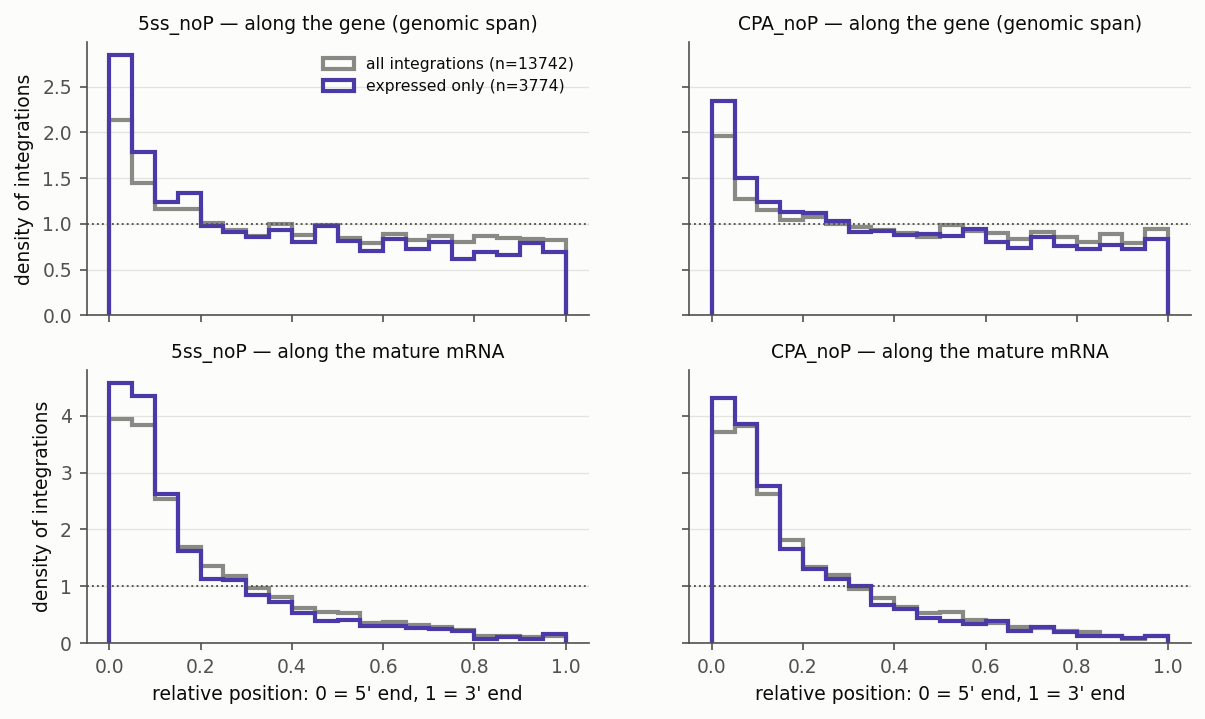 5ss_noP — along the gene (genomic span)
CPA_noP — along the gene (genomic span)
all integrations (n=13742)
expressed only (n=3774)
density of integrations
2.5
2.0
1.5
1.0
0.5
0.0
5ss_noP — along the mature mRNA
CPA_noP — along the mature mRNA
density of integrations
4
3
2
1
0
0.0 0.2 0.4 0.6 0.8 1.0
0.0 0.2 0.4 0.6 0.8 1.0
relative position: 0 = 5' end, 1 = 3' end
relative position: 0 = 5' end, 1 = 3' end